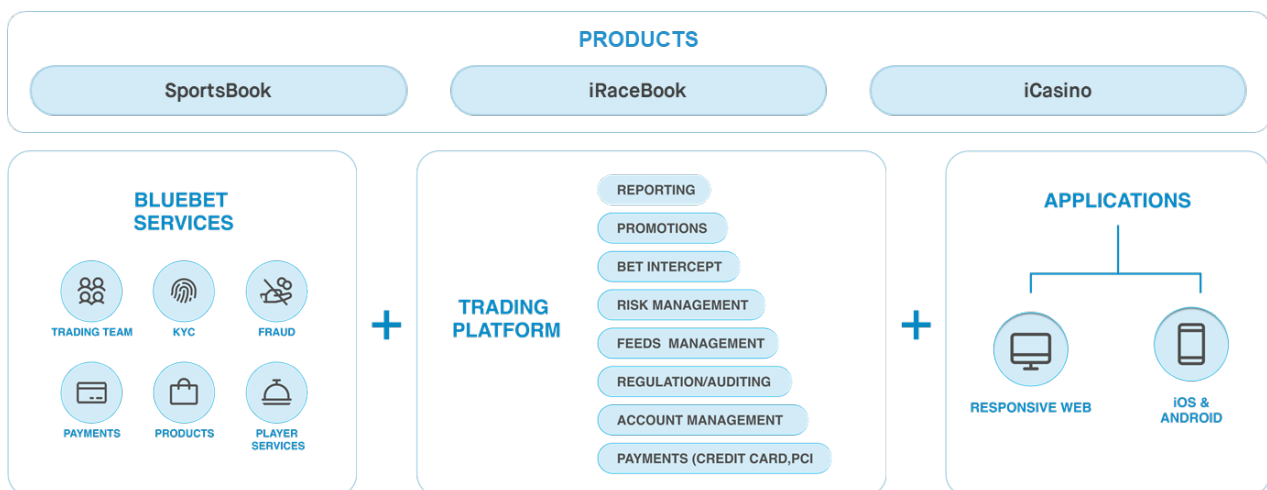 PRODUCTS
SportsBook
iRaceBook
iCasino
BLUEBET
SERVICES
TRADING TEAM
KYC
FRAUD
PAYMENTS
PRODUCTS
PLAYER
SERVICES
TRADING
PLATFORM
REPORTING
PROMOTIONS
BET INTERCEPT
RISK MANAGEMENT
FEEDS MANAGEMENT
REGULATION/AUDITING
ACCOUNT MANAGEMENT
PAYMENTS (CREDIT CARD,PCI
APPLICATIONS
RESPONSIVE WEB
iOS &
ANDROID